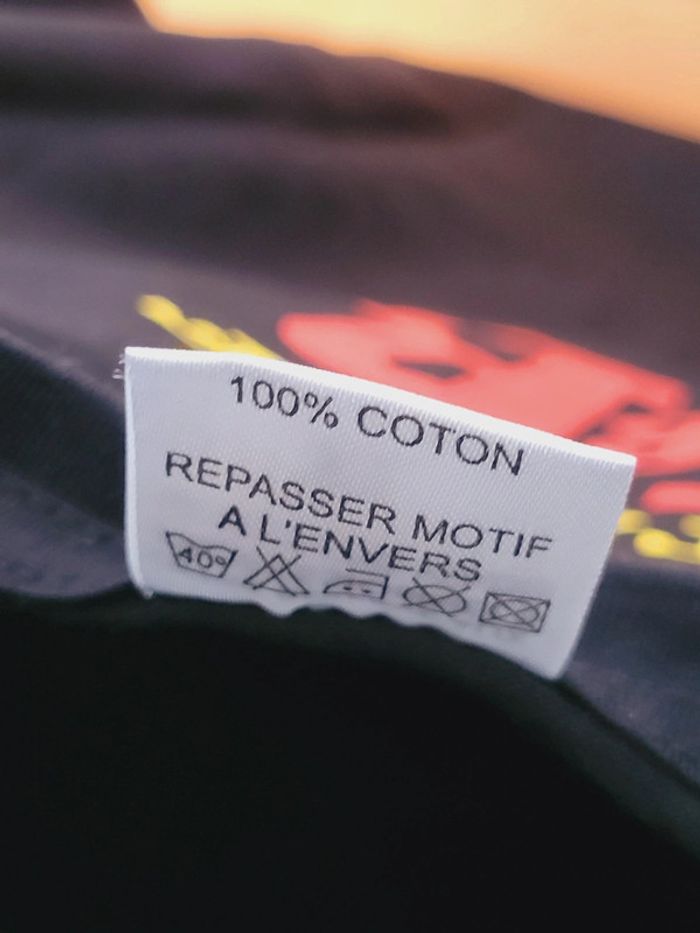 100% COTON
REPASSER MOTIF
A L'ENVERS
40°